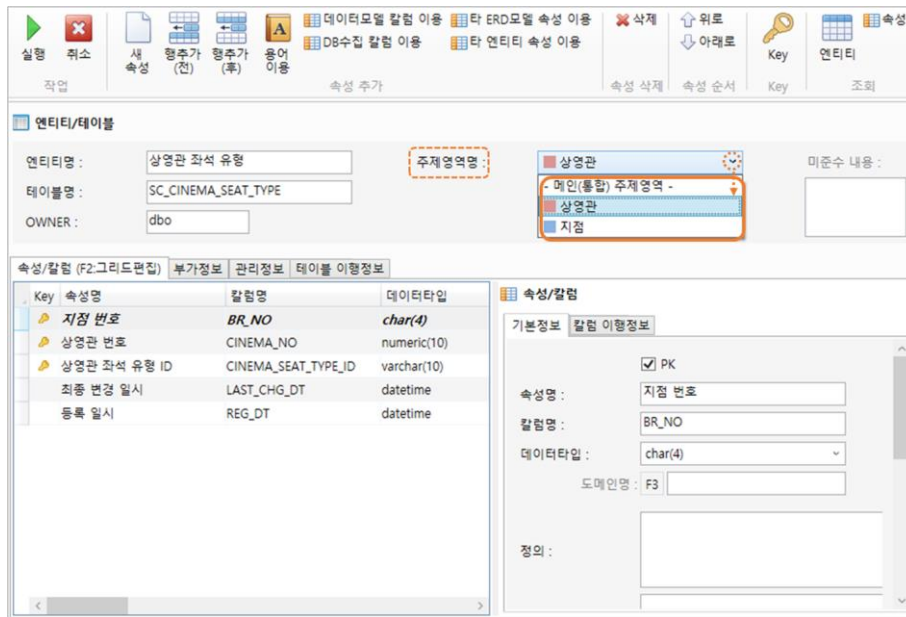 데이터모델 칼럼 이용 타 ERD모델 속성 이용 삭제 위로 속성
DB수집 칼럼 이용 타 엔티티 속성 이용 아래로
실행 취소 새 속성 행추가 (전) 행추가 (후) 용어 이용 Key 엔티티
작업 속성 추가 속성 삭제 속성 순서 Key 조회
엔티티/테이블
엔티티명 : 상영관 좌석 유형 주제영역명 : 상영관 미준수 내용 :
테이블명 : SC_CINEMA_SEAT_TYPE - 메인(통합) 주제영역 -
상영관
OWNER : dbo 지점
속성/칼럼 (F2:그리드편집) 부가정보 관리정보 테이블 이행정보
Key 속성명 칼럼명 데이터타입
지점 번호 BR_NO char(4)
상영관 번호 CINEMA_NO numeric(10)
상영관 좌석 유형 ID CINEMA_SEAT_TYPE_ID varchar(10)
최종 변경 일시 LAST_CHG_DT datetime
등록 일시 REG_DT datetime
속성/칼럼
기본정보 칼럼 이행정보
PK
속성명 : 지점 번호
칼럼명 : BR_NO
데이터타입 : char(4)
도메인명 : F3
정의 :